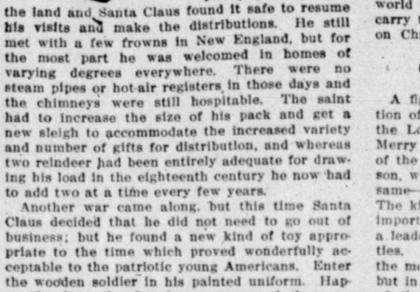 the land and Santa Claus found it safe to resume
his visits and make the distributions. He still
met with a few frowns in New England, but for
the most part he was welcomed in homes of
varying degrees everywhere. There were no
steam pipes or hot-air registers in those days and
the chimneys were still hospitable. The saint
had to increase the size of his pack and get a
new sleigh to accommodate the increased variety
and number of gifts for distribution, and whereas
two reindeer had been entirely adequate for draw-
ing his load in the eighteenth century he now had
to add two at a time every few years.
Another war came along, but this time Santa
Claus decided that he did not need to go out of
business; but he found a new kind of toy appro-
priate to the time which proved wonderfully ac-
ceptable to the patriotic young Americans. Enter
the wooden soldier in his painted uniform. Hap-
world
carry
on Ch
A f
tion of
the Lo
Merry
of the
son, w
same—
The k
import
a lead
ties.
the mo
but in